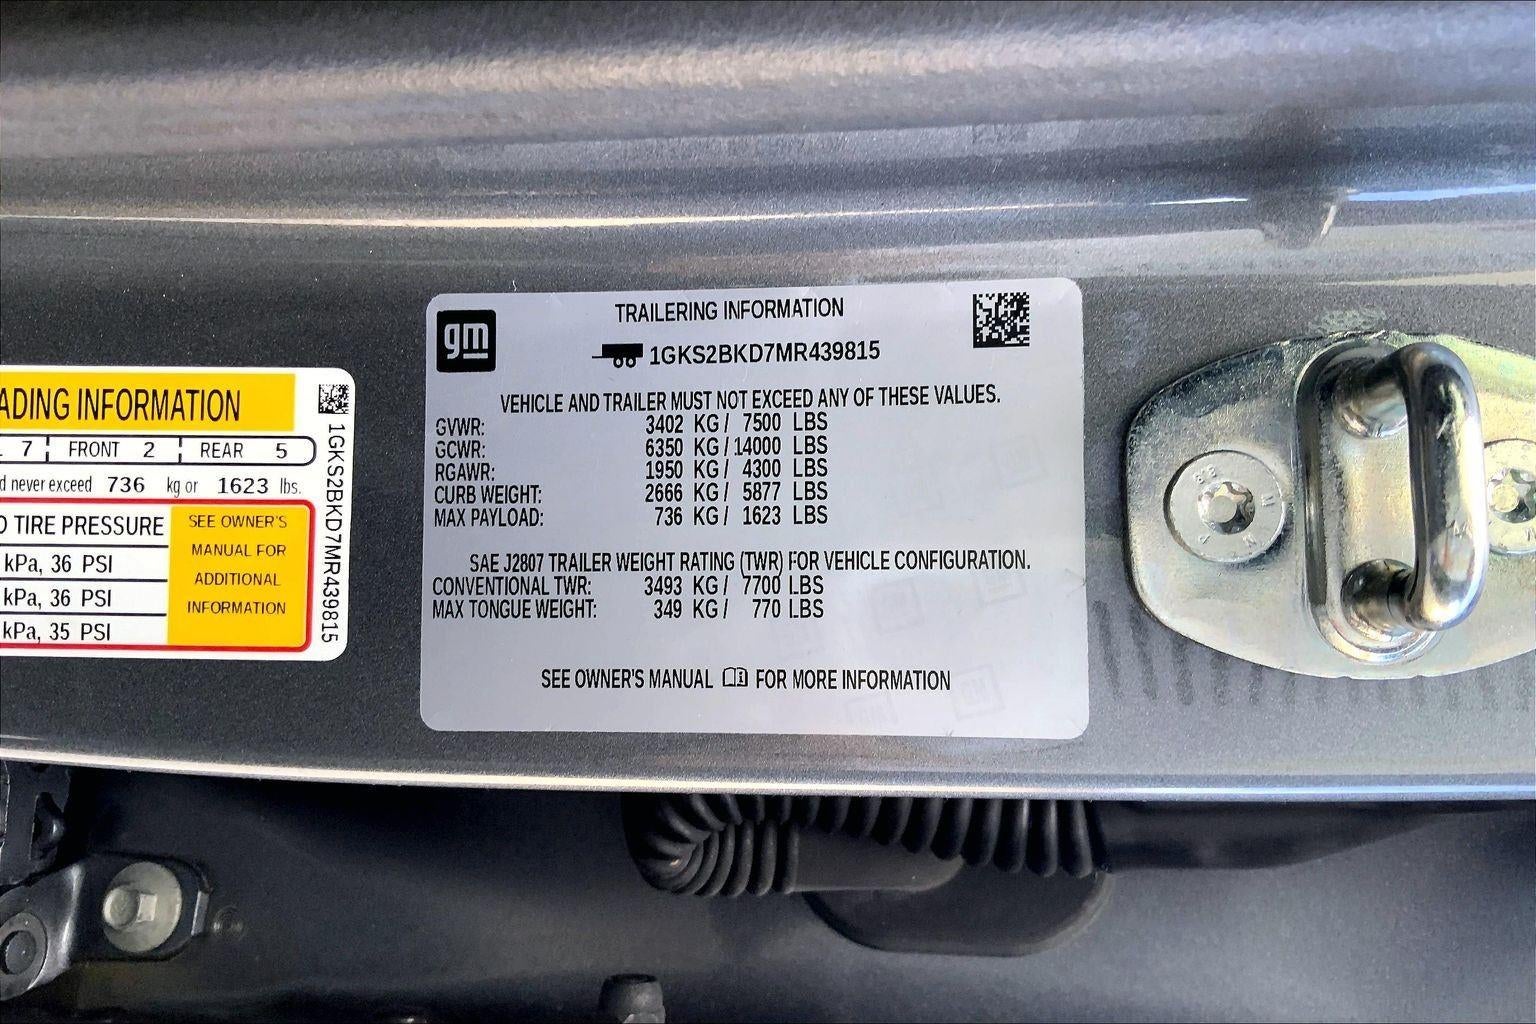 ADING INFORMATION
7 FRONT 2 REAR 5
d never exceed 736 kg or 1623 lbs.
O TIRE PRESSURE
kPa, 36 PSI
kPa, 36 PSI
kPa, 35 PSI
SEE OWNER'S
MANUAL FOR
ADDITIONAL
INFORMATION
1GKS2BKD7MR439815
gm
TRAILERING INFORMATION
1GKS2BKD7MR439815
VEHICLE AND TRAILER MUST NOT EXCEED ANY OF THESE VALUES.
GVWR: 3402 KG / 7500 LBS
GCWR: 6350 KG / 14000 LBS
RGAWR: 1950 KG / 4300 LBS
CURB WEIGHT: 2666 KG / 5877 LBS
MAX PAYLOAD: 736 KG / 1623 LBS
SAE J2807 TRAILER WEIGHT RATING (TWR) FOR VEHICLE CONFIGURATION.
CONVENTIONAL TWR: 3493 KG / 7700 LBS
MAX TONGUE WEIGHT: 349 KG / 770 LBS
SEE OWNER'S MANUAL FOR MORE INFORMATION